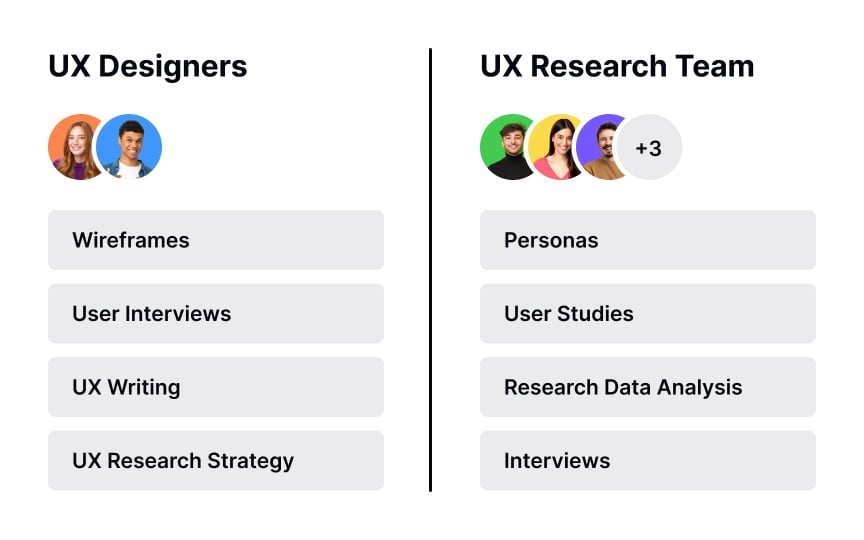 UX Designers
Wireframes
User Interviews
UX Writing
UX Research Strategy
UX Research Team
+3
Personas
User Studies
Research Data Analysis
Interviews